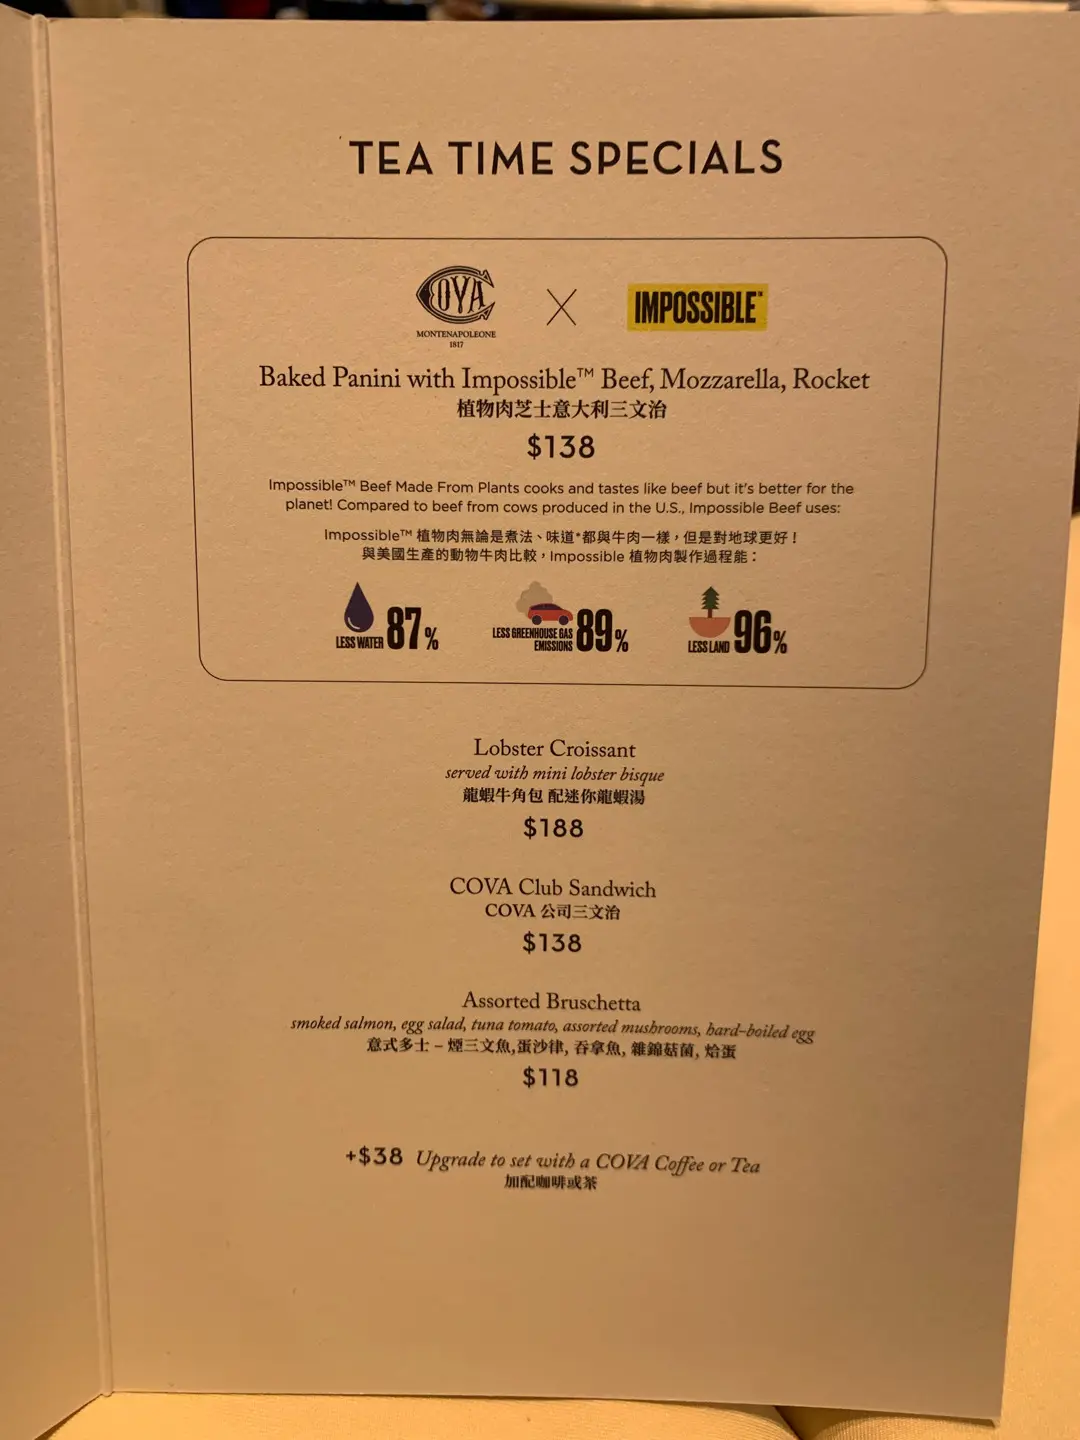 TEA TIME SPECIALS
COVA
MONTENAPOLEONE
1817
X
IMPOSSIBLE™
Baked Panini with Impossible™ Beef, Mozzarella, Rocket
植物肉芝士意大利三文治
$138
Impossible™ Beef Made From Plants cooks and tastes like beef but it's better for the
planet! Compared to beef from cows produced in the U.S., Impossible Beef uses:
Impossible™ 植物肉無論是煮法、味道*都與牛肉一樣，但是對地球更好！
與美國生產的動物牛肉比較，Impossible 植物肉製作過程能：
LESS WATER 87%
LESS GREENHOUSE GAS EMISSIONS 89%
LESS LAND 96%
Lobster Croissant
served with mini lobster bisque
龍蝦牛角包 配迷你龍蝦湯
$188
COVA Club Sandwich
COVA 公司三文治
$138
Assorted Bruschetta
smoked salmon, egg salad, tuna tomato, assorted mushrooms, hard-boiled egg
意式多士 – 煙三文魚,蛋沙律, 吞拿魚, 雜錦菇菌, 烚蛋
$118
+$38 Upgrade to set with a COVA Coffee or Tea
加配咖啡或茶